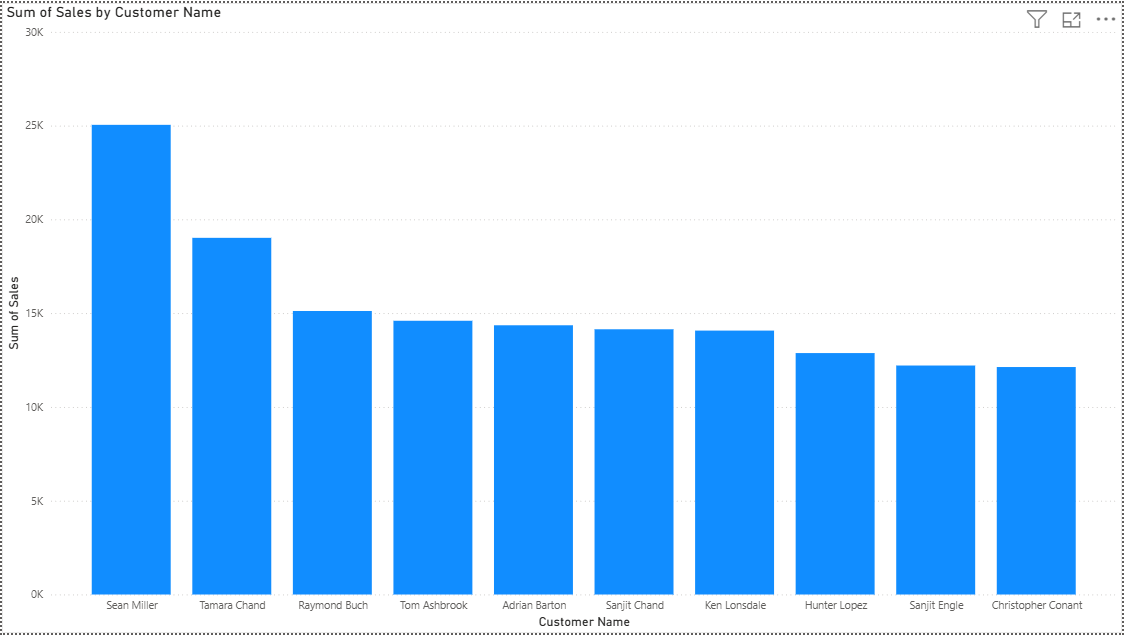 Sum of Sales by Customer Name
30K
25K
20K
15K
10K
5K
0K
Sum of Sales
Sean Miller
Tamara Chand
Raymond Buch
Tom Ashbrook
Adrian Barton
Sanjit Chand
Ken Lonsdale
Hunter Lopez
Sanjit Engle
Christopher Conant
Customer Name